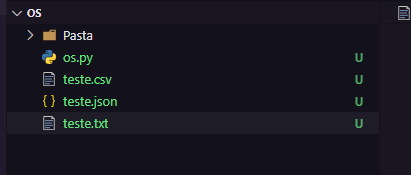 OS
Pasta
os.py U
teste.csv U
teste.json U
teste.txt U